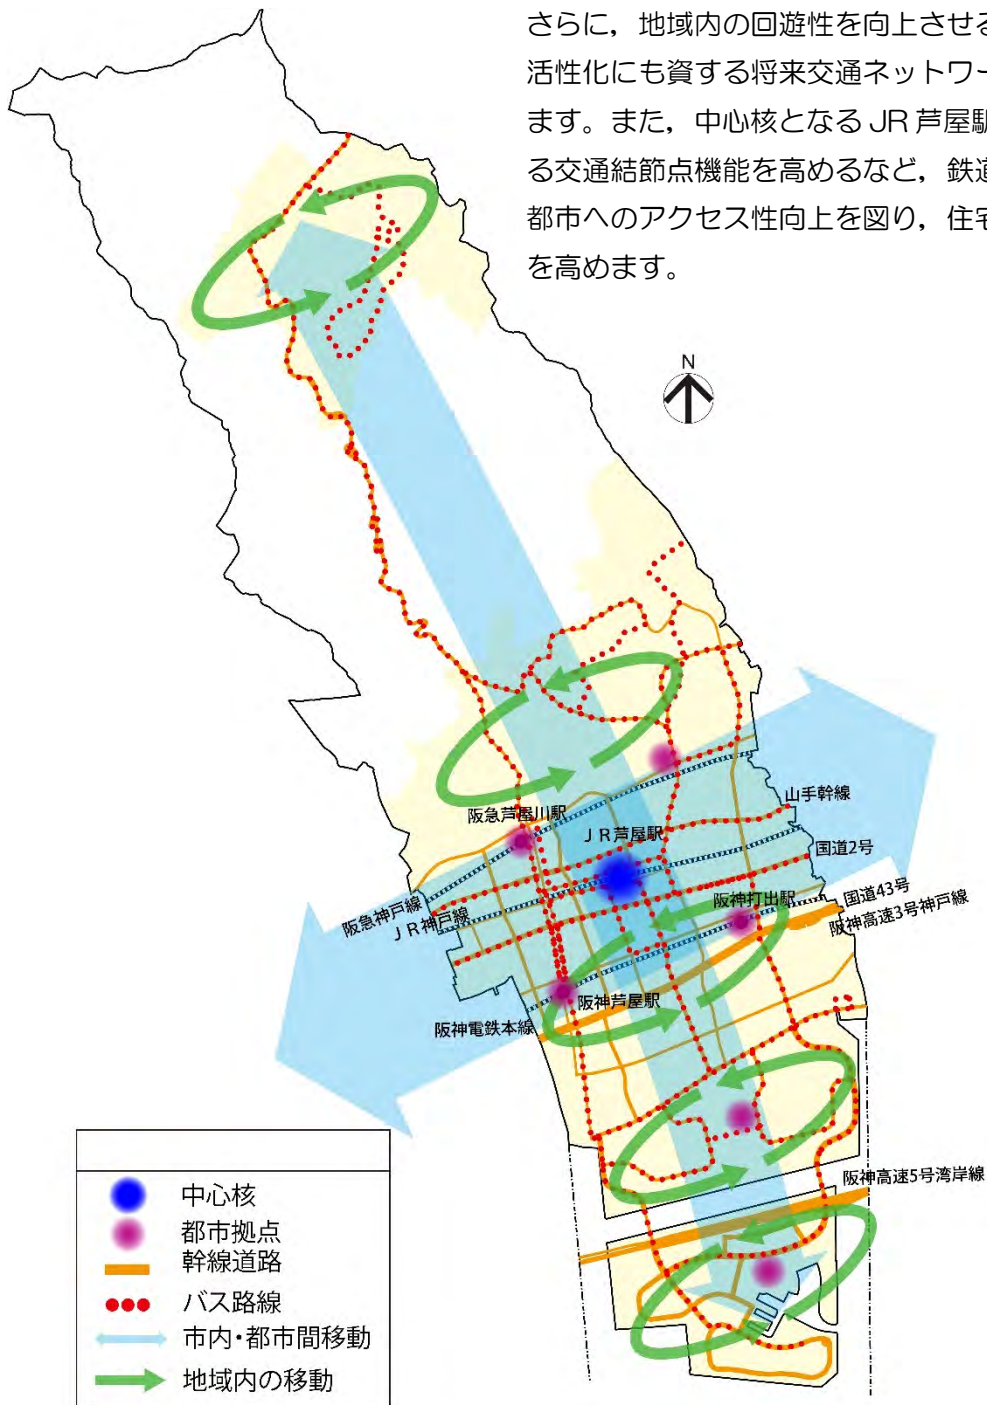 さらに，地域内の回遊性を向上させる
活性化にも資する将来交通ネットワー
ます。また，中心核となる JR 芦屋駅
る交通結節点機能を高めるなど，鉄道
都市へのアクセス性向上を図り，住宅
を高めます。
N
山手幹線
阪急芦屋川駅
ＪＲ芦屋駅
国道2号
阪神打出駅
国道43号
阪急神戸線
ＪＲ神戸線
阪神高速3号神戸線
阪神芦屋駅
阪神電鉄本線
阪神高速5号湾岸線
中心核
都市拠点
幹線道路
バス路線
市内・都市間移動
地域内の移動